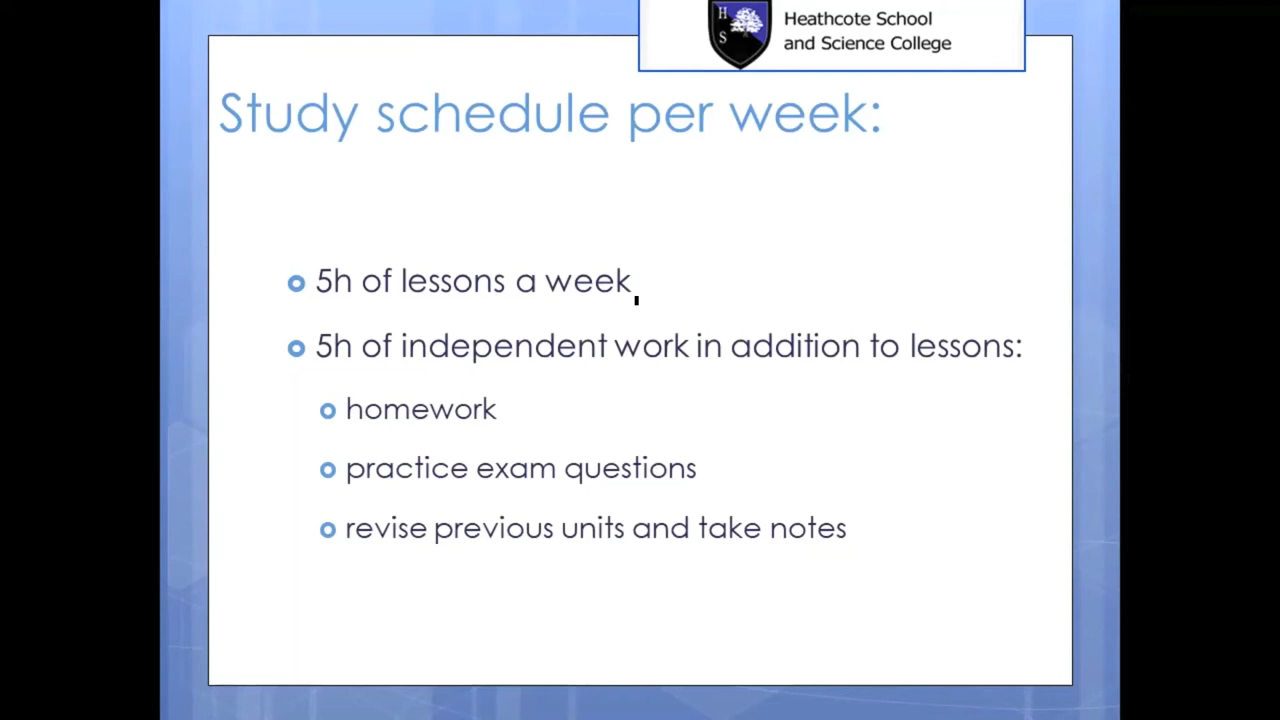 H
S
Heathcote School
and Science College
Study schedule per week:
5h of lessons a week
5h of independent work in addition to lessons:
homework
practice exam questions
revise previous units and take notes